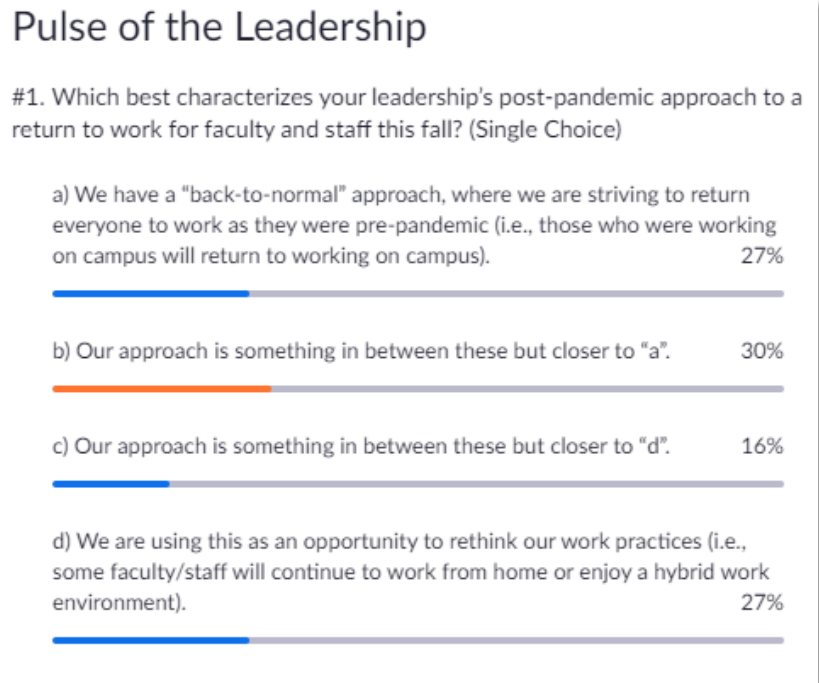 Pulse of the Leadership
#1. Which best characterizes your leadership's post-pandemic approach to a
return to work for faculty and staff this fall? (Single Choice)
a) We have a “back-to-normal” approach, where we are striving to return
everyone to work as they were pre-pandemic (i.e., those who were working
on campus will return to working on campus). 27%
b) Our approach is something in between these but closer to “a”. 30%
c) Our approach is something in between these but closer to “d”. 16%
d) We are using this as an opportunity to rethink our work practices (i.e.,
some faculty/staff will continue to work from home or enjoy a hybrid work
environment). 27%